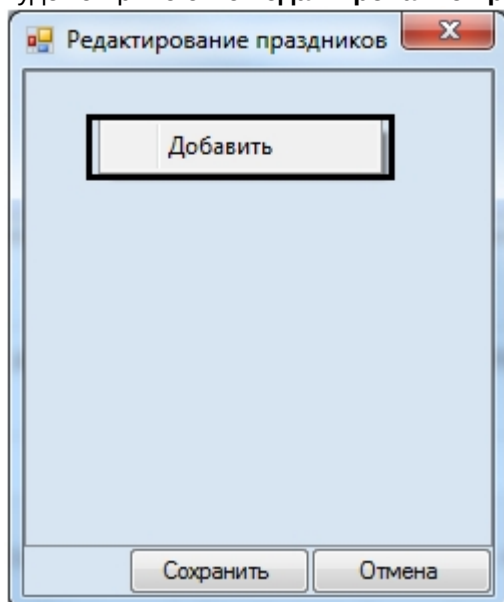 Редактирование праздников
Добавить
Сохранить
Отмена